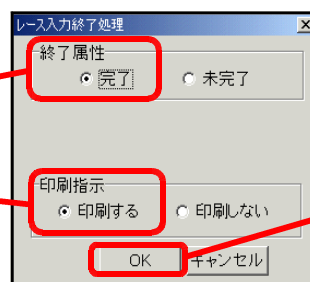 レース入力終了処理
終了属性
完了 未完了
印刷指示
印刷する 印刷しない
OK キャンセル